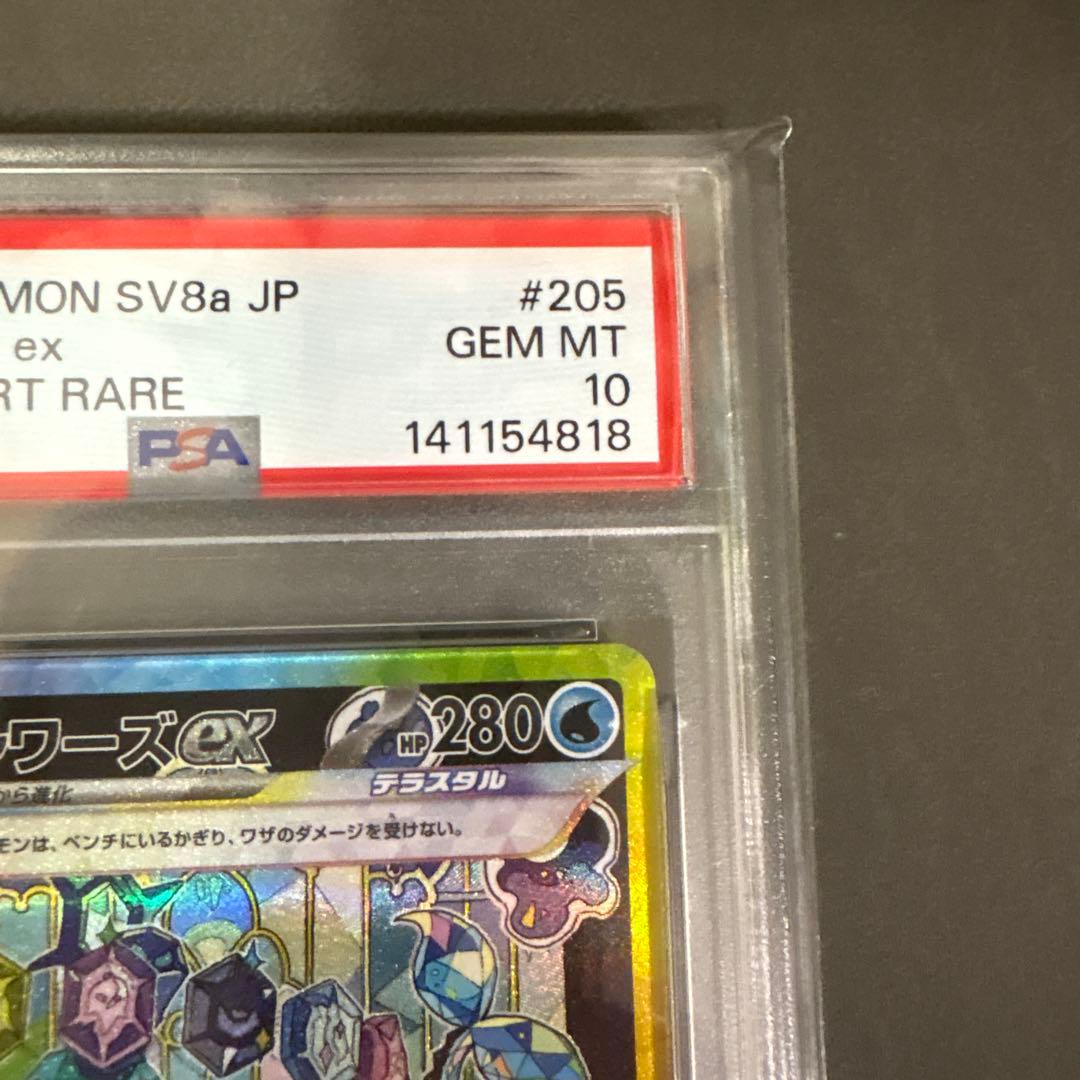 MON SV8a JP #205
ex GEM MT
RT RARE 10
PSA 141154818
ワーズex HP 280
から進化 テラスタル
モンは、ベンチにいるかぎり、ワザのダメージを受けない。